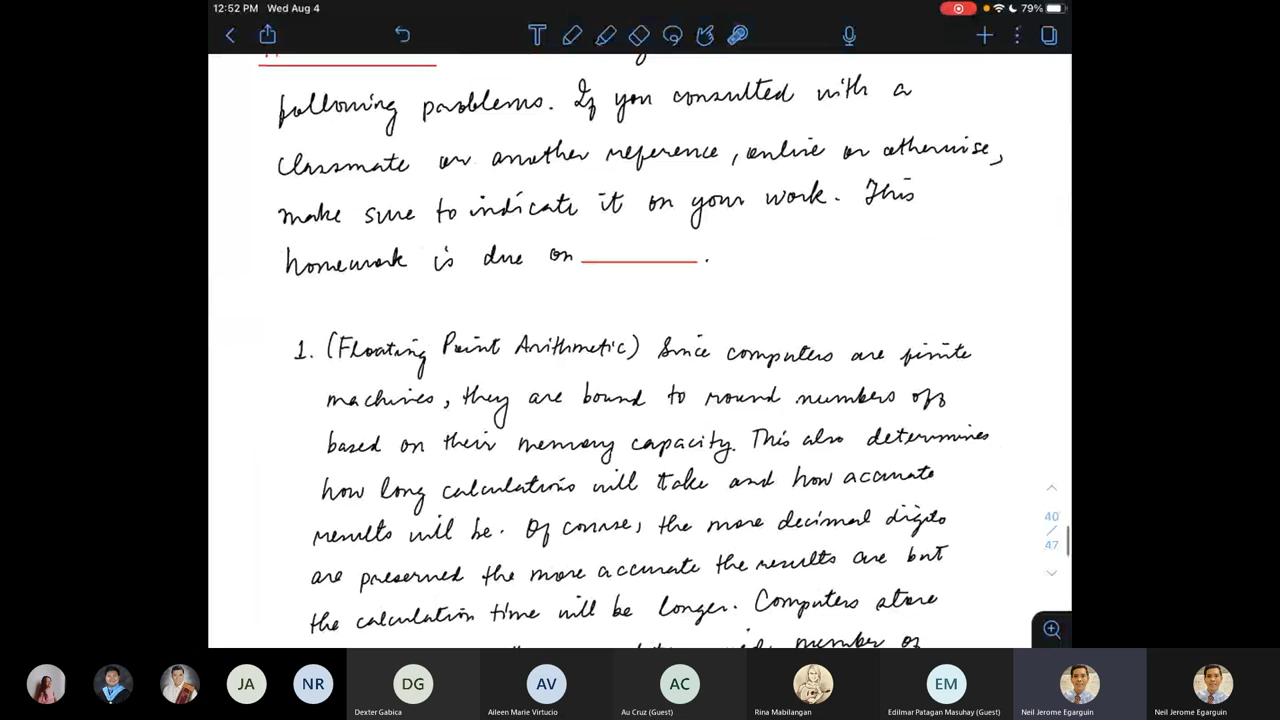 12:52 PM Wed Aug 4
79%
following problems. If you consulted with a
classmate or another reference, online or otherwise,
make sure to indicate it on your work. This
homework is due on ________.
1. (Floating Point Arithmetic) Since computers are finite
machines, they are bound to round numbers off
based on their memory capacity. This also determines
how long calculations will take and how accurate
results will be. Of course, the more decimal digits
are preserved the more accurate the results are but
the calculation time will be longer. Computers store
number of
40
/
47
JA
NR
DG
AV
AC
EM
Dexter Gabica
Aileen Marie Virtucio
Au Cruz (Guest)
Rina Mabilangan
Edilmar Patagan Masuhay (Guest)
Neil Jerome Egarguin
Neil Jerome Egarguin